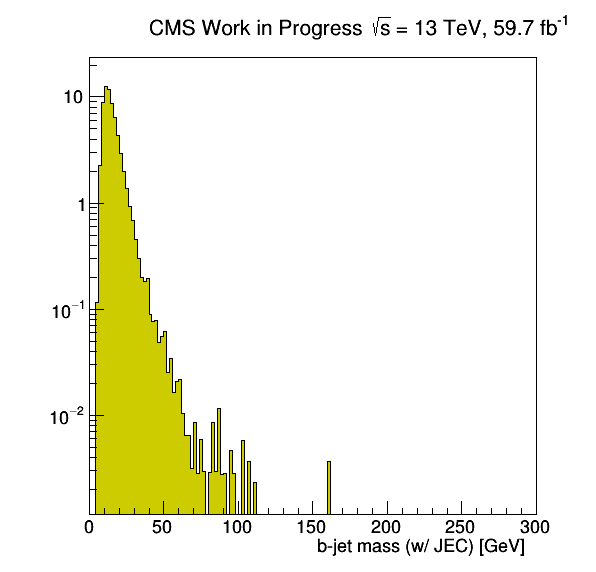 CMS Work in Progress √s = 13 TeV, 59.7 fb⁻¹
10
1
10⁻¹
10⁻²
0 50 100 150 200 250 300
b-jet mass (w/ JEC) [GeV]